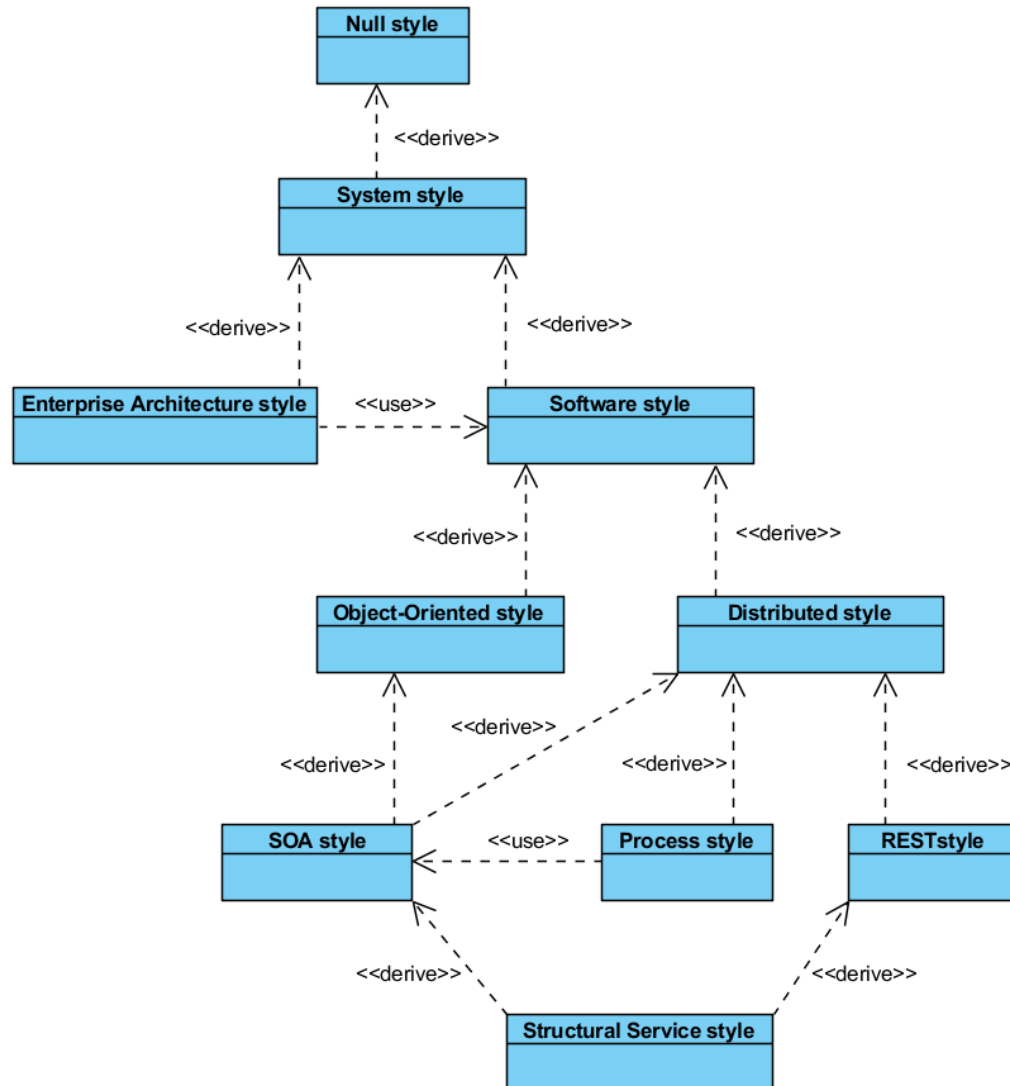 Null style
<<derive>>
System style
<<derive>>
<<derive>>
Enterprise Architecture style
<<use>>
Software style
<<derive>>
<<derive>>
Object-Oriented style
Distributed style
<<derive>>
<<derive>>
<<derive>>
<<derive>>
SOA style
<<use>>
Process style
RESTstyle
<<derive>>
<<derive>>
Structural Service style